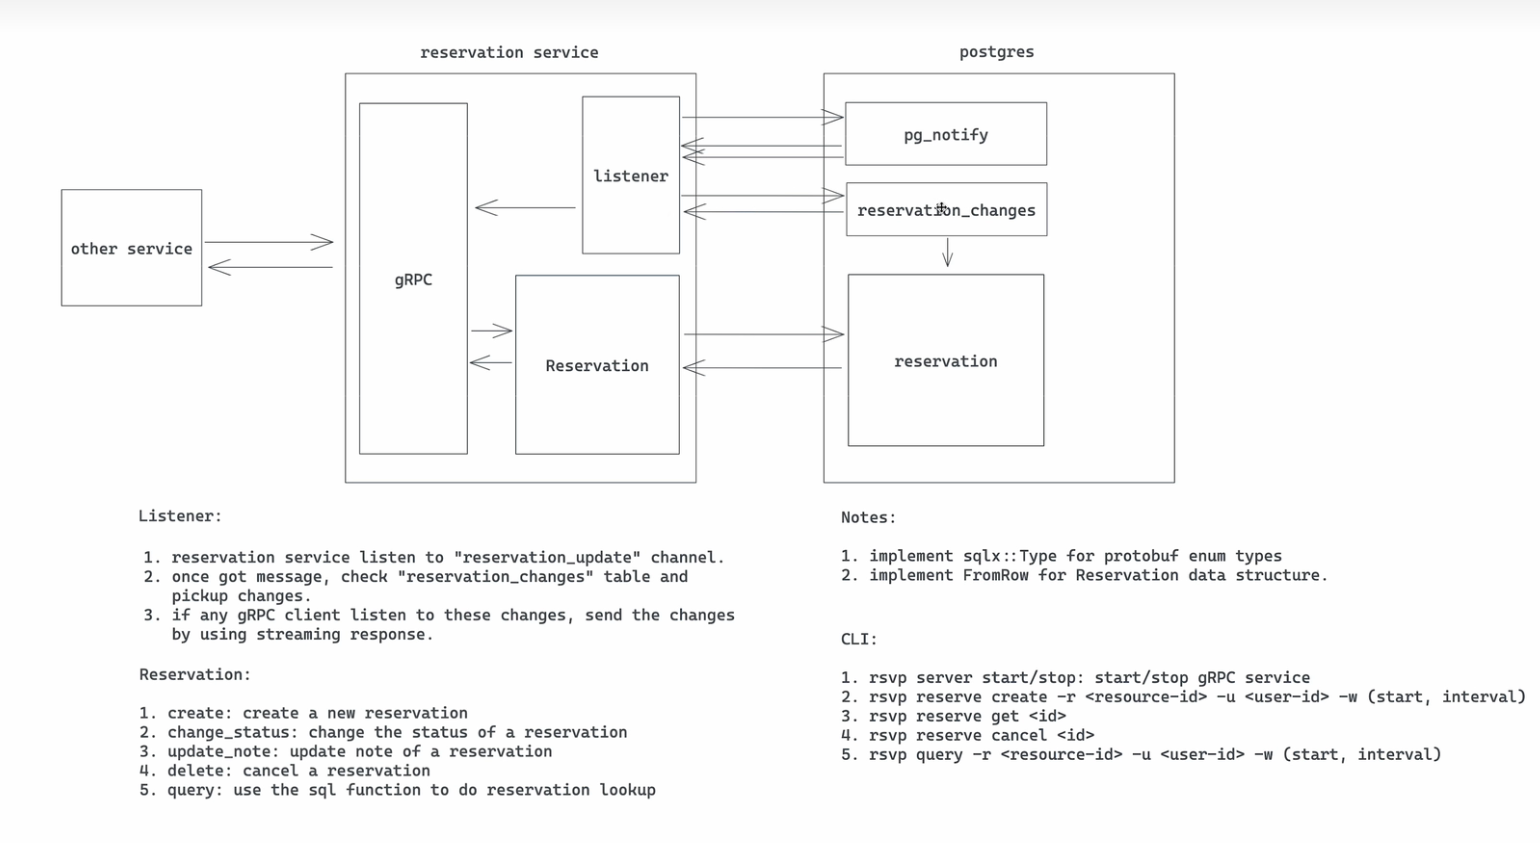 reservation service
postgres
pg_notify
listener
reservation_changes
other service
gRPC
Reservation
reservation
Listener:
1. reservation service listen to "reservation_update" channel.
2. once got message, check "reservation_changes" table and
pickup changes.
3. if any gRPC client listen to these changes, send the changes
by using streaming response.
Reservation:
1. create: create a new reservation
2. change_status: change the status of a reservation
3. update_note: update note of a reservation
4. delete: cancel a reservation
5. query: use the sql function to do reservation lookup
Notes:
1. implement sqlx::Type for protobuf enum types
2. implement FromRow for Reservation data structure.
CLI:
1. rsvp server start/stop: start/stop gRPC service
2. rsvp reserve create -r <resource-id> -u <user-id> -w (start, interval)
3. rsvp reserve get <id>
4. rsvp reserve cancel <id>
5. rsvp query -r <resource-id> -u <user-id> -w (start, interval)